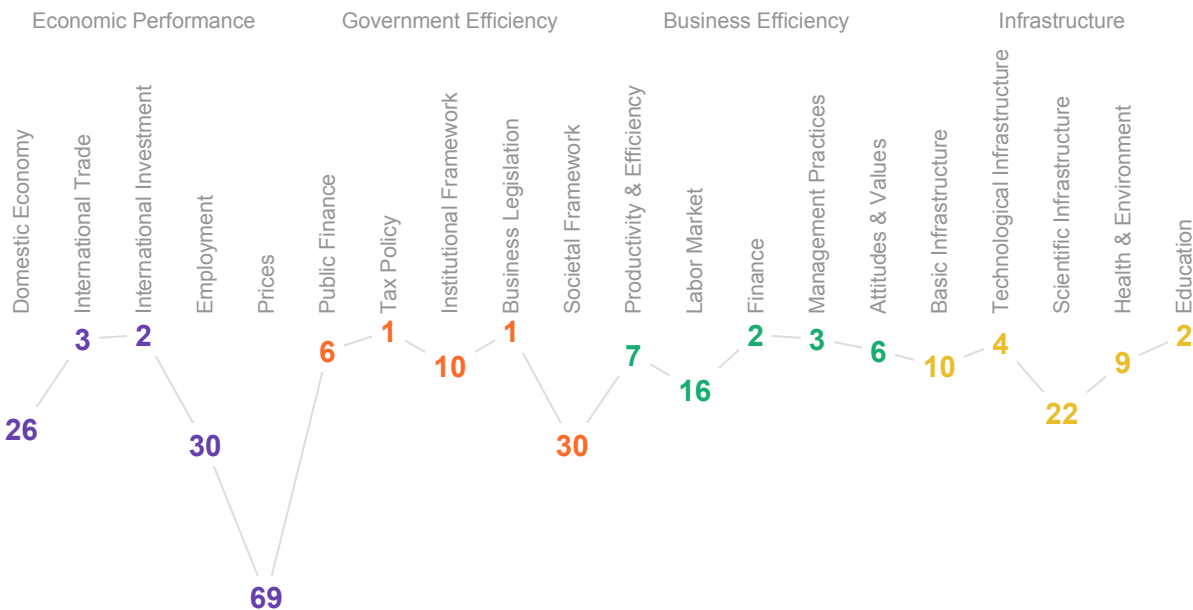 Economic Performance
Government Efficiency
Business Efficiency
Infrastructure
Domestic Economy
International Trade
International Investment
Employment
Prices
Public Finance
Tax Policy
Institutional Framework
Business Legislation
Societal Framework
Productivity & Efficiency
Labor Market
Finance
Management Practices
Attitudes & Values
Basic Infrastructure
Technological Infrastructure
Scientific Infrastructure
Health & Environment
Education
26
3
2
30
69
6
1
10
1
30
7
16
2
3
6
10
4
22
9
2